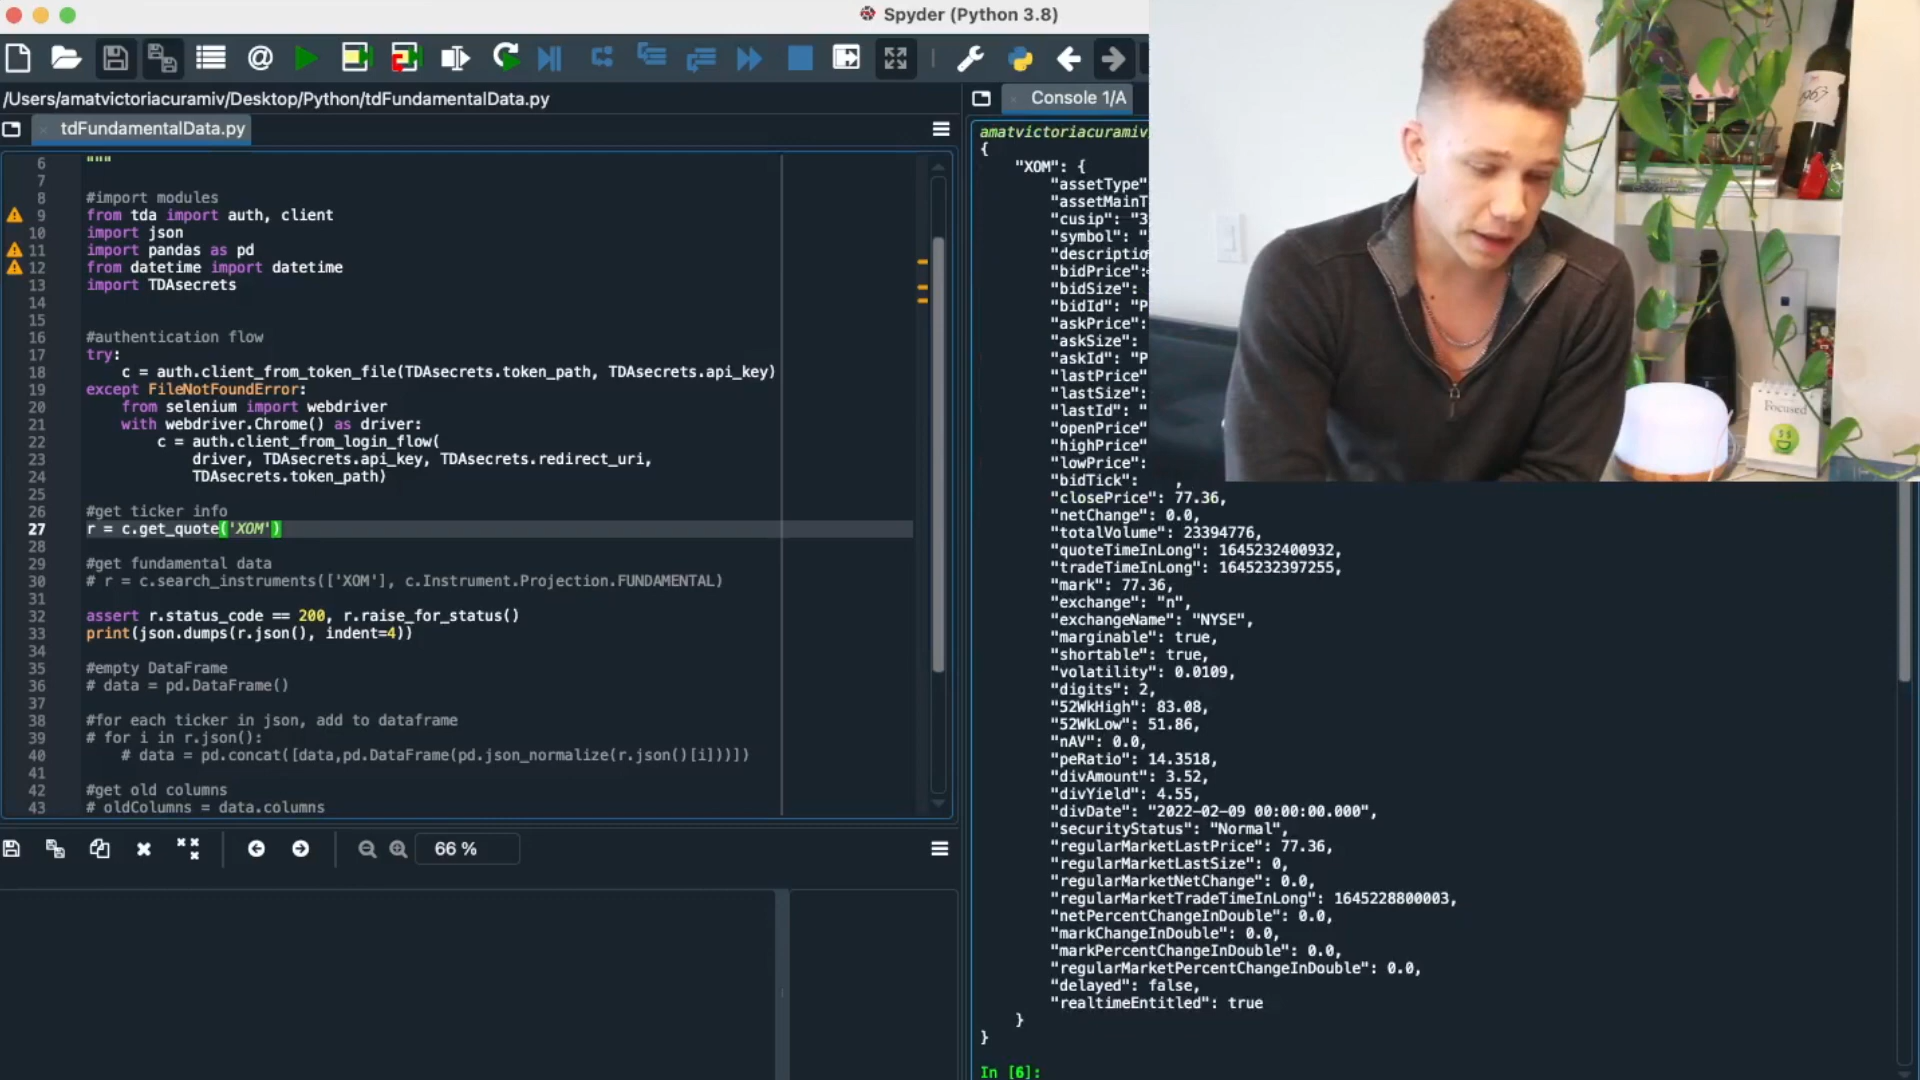 Spyder (Python 3.8)
/Users/amatvictoriacuramiv/Desktop/Python/tdFundamentalData.py
tdFundamentalData.py
6 """
7
8 #import modules
9 from tda import auth, client
10 import json
11 import pandas as pd
12 from datetime import datetime
13 import TDAsecrets
14
15
16 #authentication flow
17 try:
18 c = auth.client_from_token_file(TDAsecrets.token_path, TDAsecrets.api_key)
19 except FileNotFoundError:
20 from selenium import webdriver
21 with webdriver.Chrome() as driver:
22 c = auth.client_from_login_flow(
23 driver, TDAsecrets.api_key, TDAsecrets.redirect_uri,
24 TDAsecrets.token_path)
25
26 #get ticker info
27 r = c.get_quote('XOM')
28
29 #get fundamental data
30 # r = c.search_instruments(['XOM'], c.Instrument.Projection.FUNDAMENTAL)
31
32 assert r.status_code == 200, r.raise_for_status()
33 print(json.dumps(r.json(), indent=4))
34
35 #empty DataFrame
36 # data = pd.DataFrame()
37
38 #for each ticker in json, add to dataframe
39 # for i in r.json():
40 # data = pd.concat([data,pd.DataFrame(pd.json_normalize(r.json()[i]))])
41
42 #get old columns
43 # oldColumns = data.columns
66 %
Console 1/A
amatvictoriacuramiv
{
"XOM": {
"assetType"
"assetMainT
"cusip": "3
"symbol": "
"descriptio
"bidPrice":
"bidSize":
"bidId": "P
"askPrice":
"askSize":
"askId": "P
"lastPrice"
"lastSize":
"lastId": "
"openPrice"
"highPrice"
"lowPrice":
"bidTick": ,
"closePrice": 77.36,
"netChange": 0.0,
"totalVolume": 23394776,
"quoteTimeInLong": 1645232400932,
"tradeTimeInLong": 1645232397255,
"mark": 77.36,
"exchange": "n",
"exchangeName": "NYSE",
"marginable": true,
"shortable": true,
"volatility": 0.0109,
"digits": 2,
"52WkHigh": 83.08,
"52WkLow": 51.86,
"nAV": 0.0,
"peRatio": 14.3518,
"divAmount": 3.52,
"divYield": 4.55,
"divDate": "2022-02-09 00:00:00.000",
"securityStatus": "Normal",
"regularMarketLastPrice": 77.36,
"regularMarketLastSize": 0,
"regularMarketNetChange": 0.0,
"regularMarketTradeTimeInLong": 1645228800003,
"netPercentChangeInDouble": 0.0,
"markChangeInDouble": 0.0,
"markPercentChangeInDouble": 0.0,
"regularMarketPercentChangeInDouble": 0.0,
"delayed": false,
"realtimeEntitled": true
}
}
In [6]:
1963
Focused